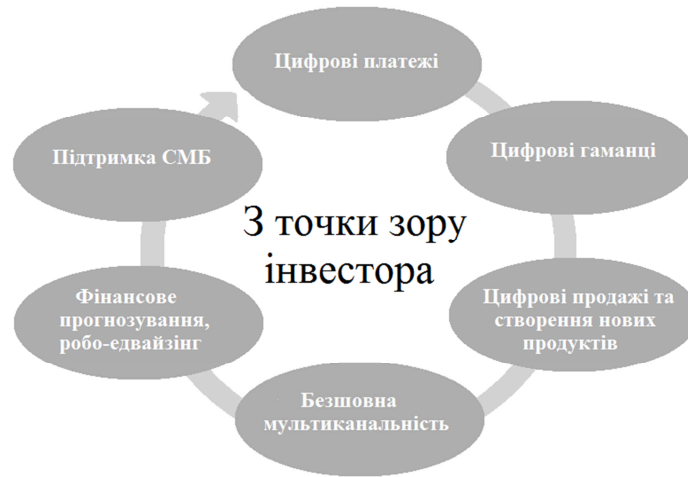 Цифрові платежі
Цифрові гаманці
Цифрові продажі та
створення нових
продуктів
Безшовна
мультиканальність
Фінансове
прогнозування,
робо-едвайзінг
Підтримка СМБ
З точки зору
інвестора